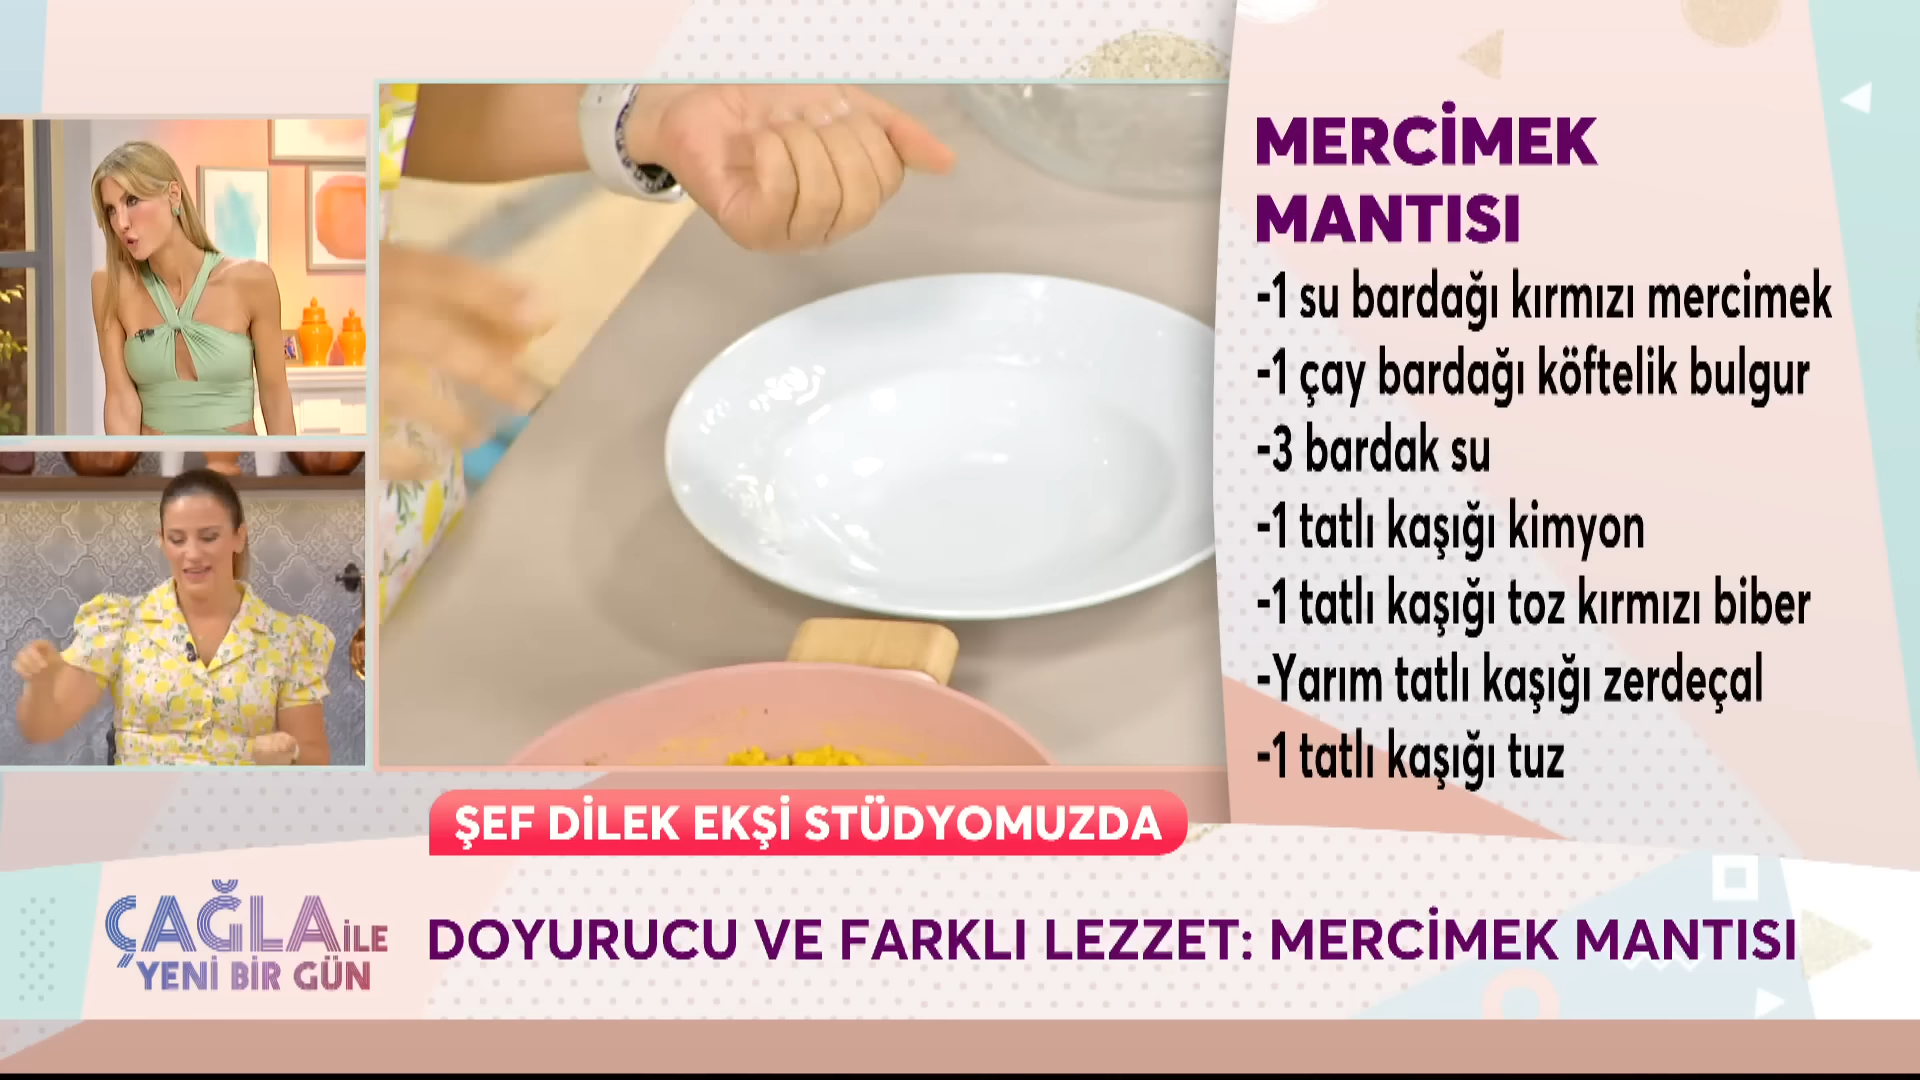 MERCİMEK
MANTISI
-1 su bardağı kırmızı mercimek
-1 çay bardağı köftelik bulgur
-3 bardak su
-1 tatlı kaşığı kimyon
-1 tatlı kaşığı toz kırmızı biber
-Yarım tatlı kaşığı zerdeçal
-1 tatlı kaşığı tuz
ŞEF DİLEK EKŞİ STÜDYOMUZDA
ÇAĞLA İLE
YENİ BİR GÜN
DOYURUCU VE FARKLI LEZZET: MERCİMEK MANTISI